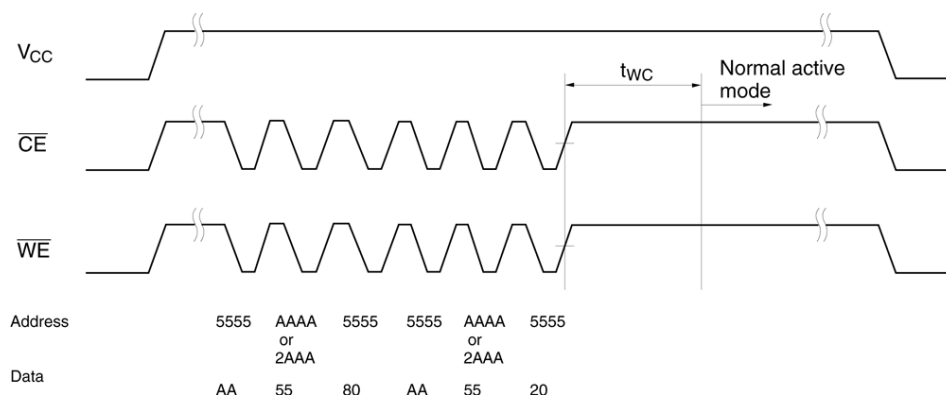 VCC
tWC
Normal active
mode
CE
WE
Address 5555 AAAA 5555 5555 AAAA 5555
or or
2AAA 2AAA
Data AA 55 80 AA 55 20